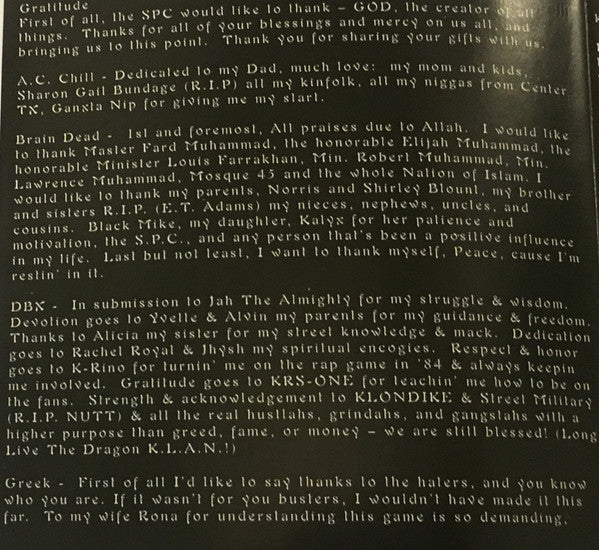 Gratitude
First of all, the SPC would like to thank - GOD, the creator of all
things. Thanks for all of your blessings and mercy on us all, and
bringing us to this point. Thank you for sharing your gifts with us.
A.C. Chill - Dedicated to my Dad, much love: my mom and kids,
Sharon Gail Bundage (R.I.P) all my kinfolk, all my niggas from Center
TX, Ganxta Nip for giving me my start.
Brain Dead - 1st and foremost, All praises due to Allah. I would like
to thank Master Fard Muhammad, the honorable Elijah Muhammad, the
honorable Minister Louis Farrakhan, Min. Robert Muhammad, Min.
Lawrence Muhammad, Mosque 45 and the whole Nation of Islam. I
would like to thank my parents, Norris and Shirley Blount, my brother
and sisters R.I.P. (E.T. Adams) my nieces, nephews, uncles, and
cousins. Black Mike, my daughter, Kalyx for her patience and
motivation, the S.P.C., and any person that's been a positive influence
in my life. Last but not least, I want to thank myself, Peace, cause I'm
restin' in it.
DBX - In submission to Jah The Almighty for my struggle & wisdom.
Devotion goes to Yvette & Alvin my parents for my guidance & freedom.
Thanks to Alicia my sister for my street knowledge & mack. Dedication
goes to Rachel Royal & Jhysh my spiritual encogies. Respect & honor
goes to K-Rino for turnin' me on the rap game in '84 & always keepin
me involved. Gratitude goes to KRS-ONE for teachin' me how to be on
the fans. Strength & acknowledgement to KLONDIKE & Street Military
(R.I.P. NUTT) & all the real hustlahs, grindahs, and gangstahs with a
higher purpose than greed, fame, or money - we are still blessed! (Long
Live The Dragon K.L.A.N.!)
Greek - First of all I'd like to say thanks to the haters, and you know
who you are. If it wasn't for you busters, I wouldn't have made it this
far. To my wife Rona for understanding this game is so demanding,